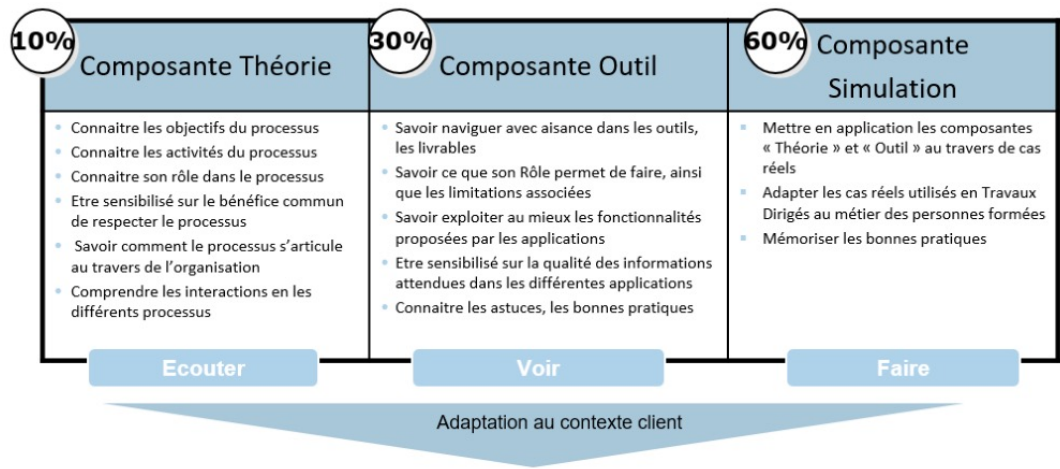 10%
Composante Théorie
• Connaitre les objectifs du processus
• Connaitre les activités du processus
• Connaitre son rôle dans le processus
• Etre sensibilisé sur le bénéfice commun
de respecter le processus
• Savoir comment le processus s’articule
au travers de l’organisation
• Comprendre les interactions en les
différents processus
Ecouter
30%
Composante Outil
• Savoir naviguer avec aisance dans les outils,
les livrables
• Savoir ce que son Rôle permet de faire, ainsi
que les limitations associées
• Savoir exploiter au mieux les fonctionnalités
proposées par les applications
• Etre sensibilisé sur la qualité des informations
attendues dans les différentes applications
• Connaitre les astuces, les bonnes pratiques
Voir
60%
Composante
Simulation
▪ Mettre en application les composantes
« Théorie » et « Outil » au travers de cas
réels
▪ Adapter les cas réels utilisés en Travaux
Dirigés au métier des personnes formées
▪ Mémoriser les bonnes pratiques
Faire
Adaptation au contexte client